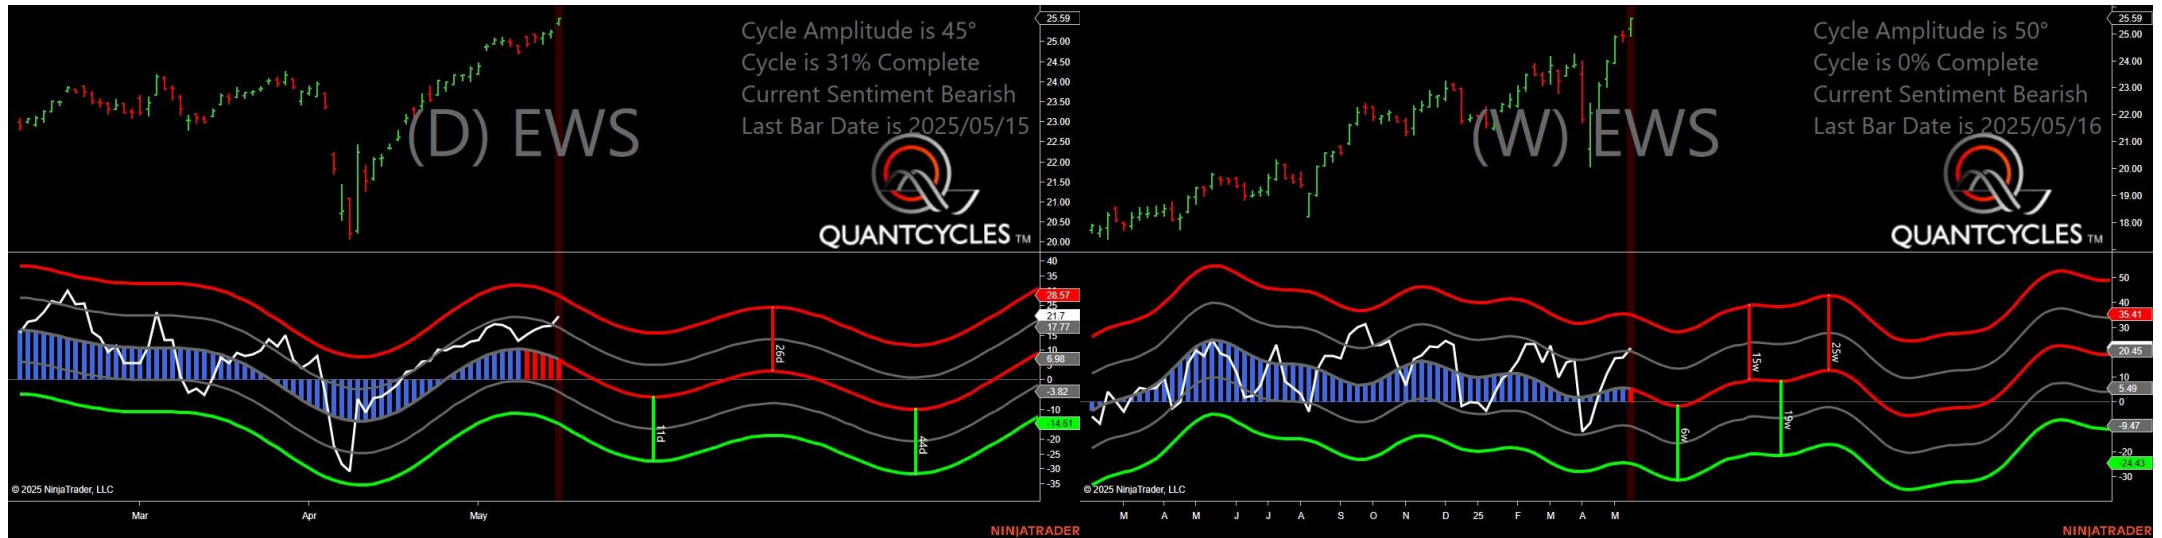 Cycle Amplitude is 45°
Cycle is 31% Complete
Current Sentiment Bearish
Last Bar Date is 2025/05/15
(D) EWS
QUANTCYCLES TM
25.59
25.00
24.50
24.00
23.50
23.00
22.50
22.00
21.50
21.00
20.50
20.00
40
35
28.57
25
21.7
17.77
15
10
6.98
0
-3.82
-10
-14.61
-20
-25
-30
-35
11d
26d
44d
© 2025 NinjaTrader, LLC
Mar
Apr
May
NINJATRADER
Cycle Amplitude is 50°
Cycle is 0% Complete
Current Sentiment Bearish
Last Bar Date is 2025/05/16
(W) EWS
QUANTCYCLES TM
25.59
25.00
24.00
23.00
22.00
21.00
20.00
19.00
18.00
50
40
35.41
30
20.45
10
5.49
0
-9.47
-20
-24.43
-30
6w
15w
19w
25w
© 2025 NinjaTrader, LLC
M
A
M
J
J
A
S
O
N
D
25
F
M
A
M
NINJATRADER